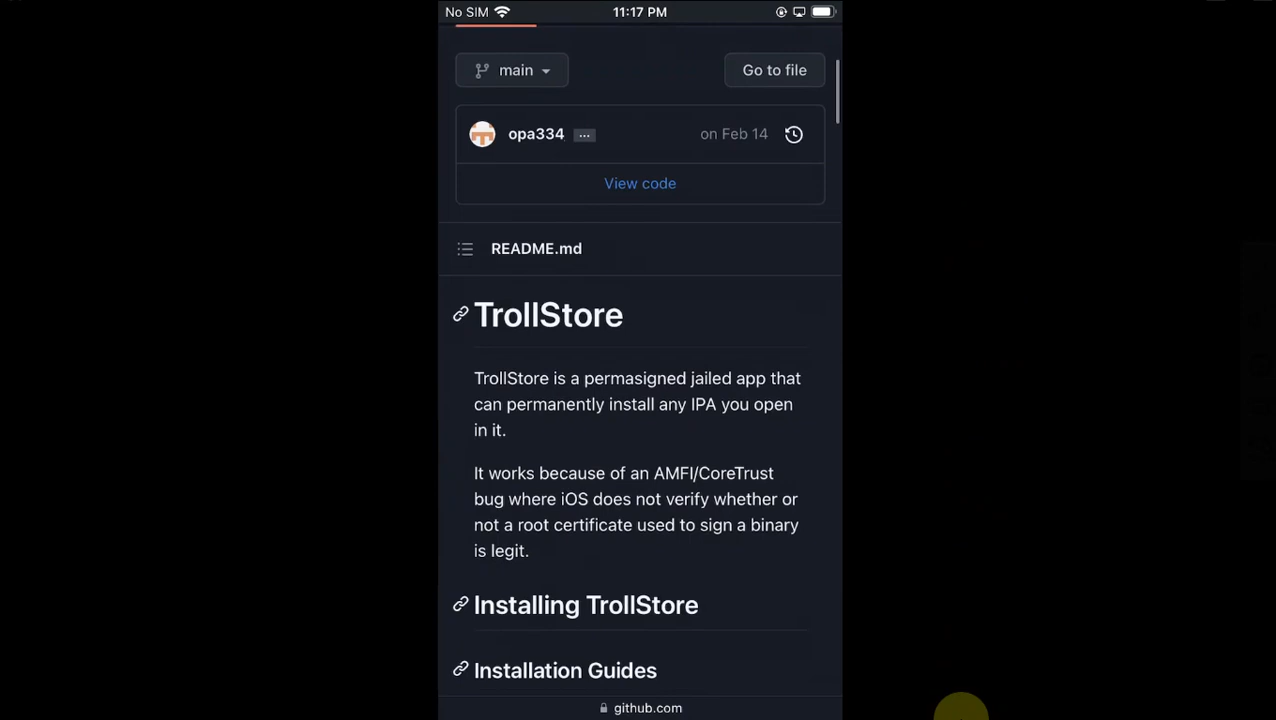 No SIM 11:17 PM
main Go to file
opa334 ... on Feb 14
View code
README.md
TrollStore
TrollStore is a permasigned jailed app that
can permanently install any IPA you open
in it.
It works because of an AMFI/CoreTrust
bug where iOS does not verify whether or
not a root certificate used to sign a binary
is legit.
Installing TrollStore
Installation Guides
github.com